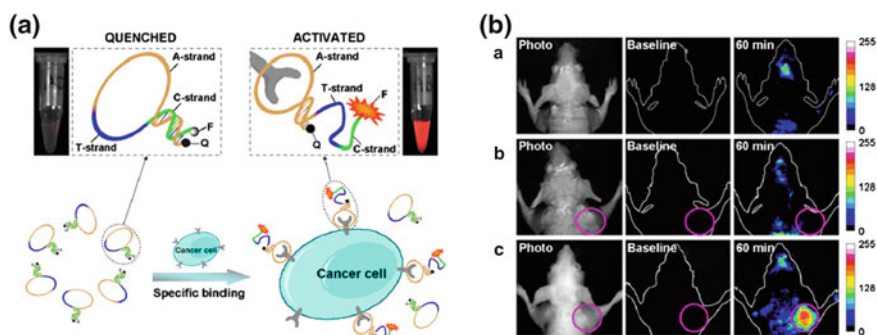 (a)
QUENCHED
A-strand
C-strand
F
Q
T-strand
ACTIVATED
A-strand
T-strand
F
Q
C-strand
Cancer cell
Specific binding
Cancer cell
(b)
a
Photo
Baseline
60 min
255
128
0
b
Photo
Baseline
60 min
255
128
0
c
Photo
Baseline
60 min
255
128
0